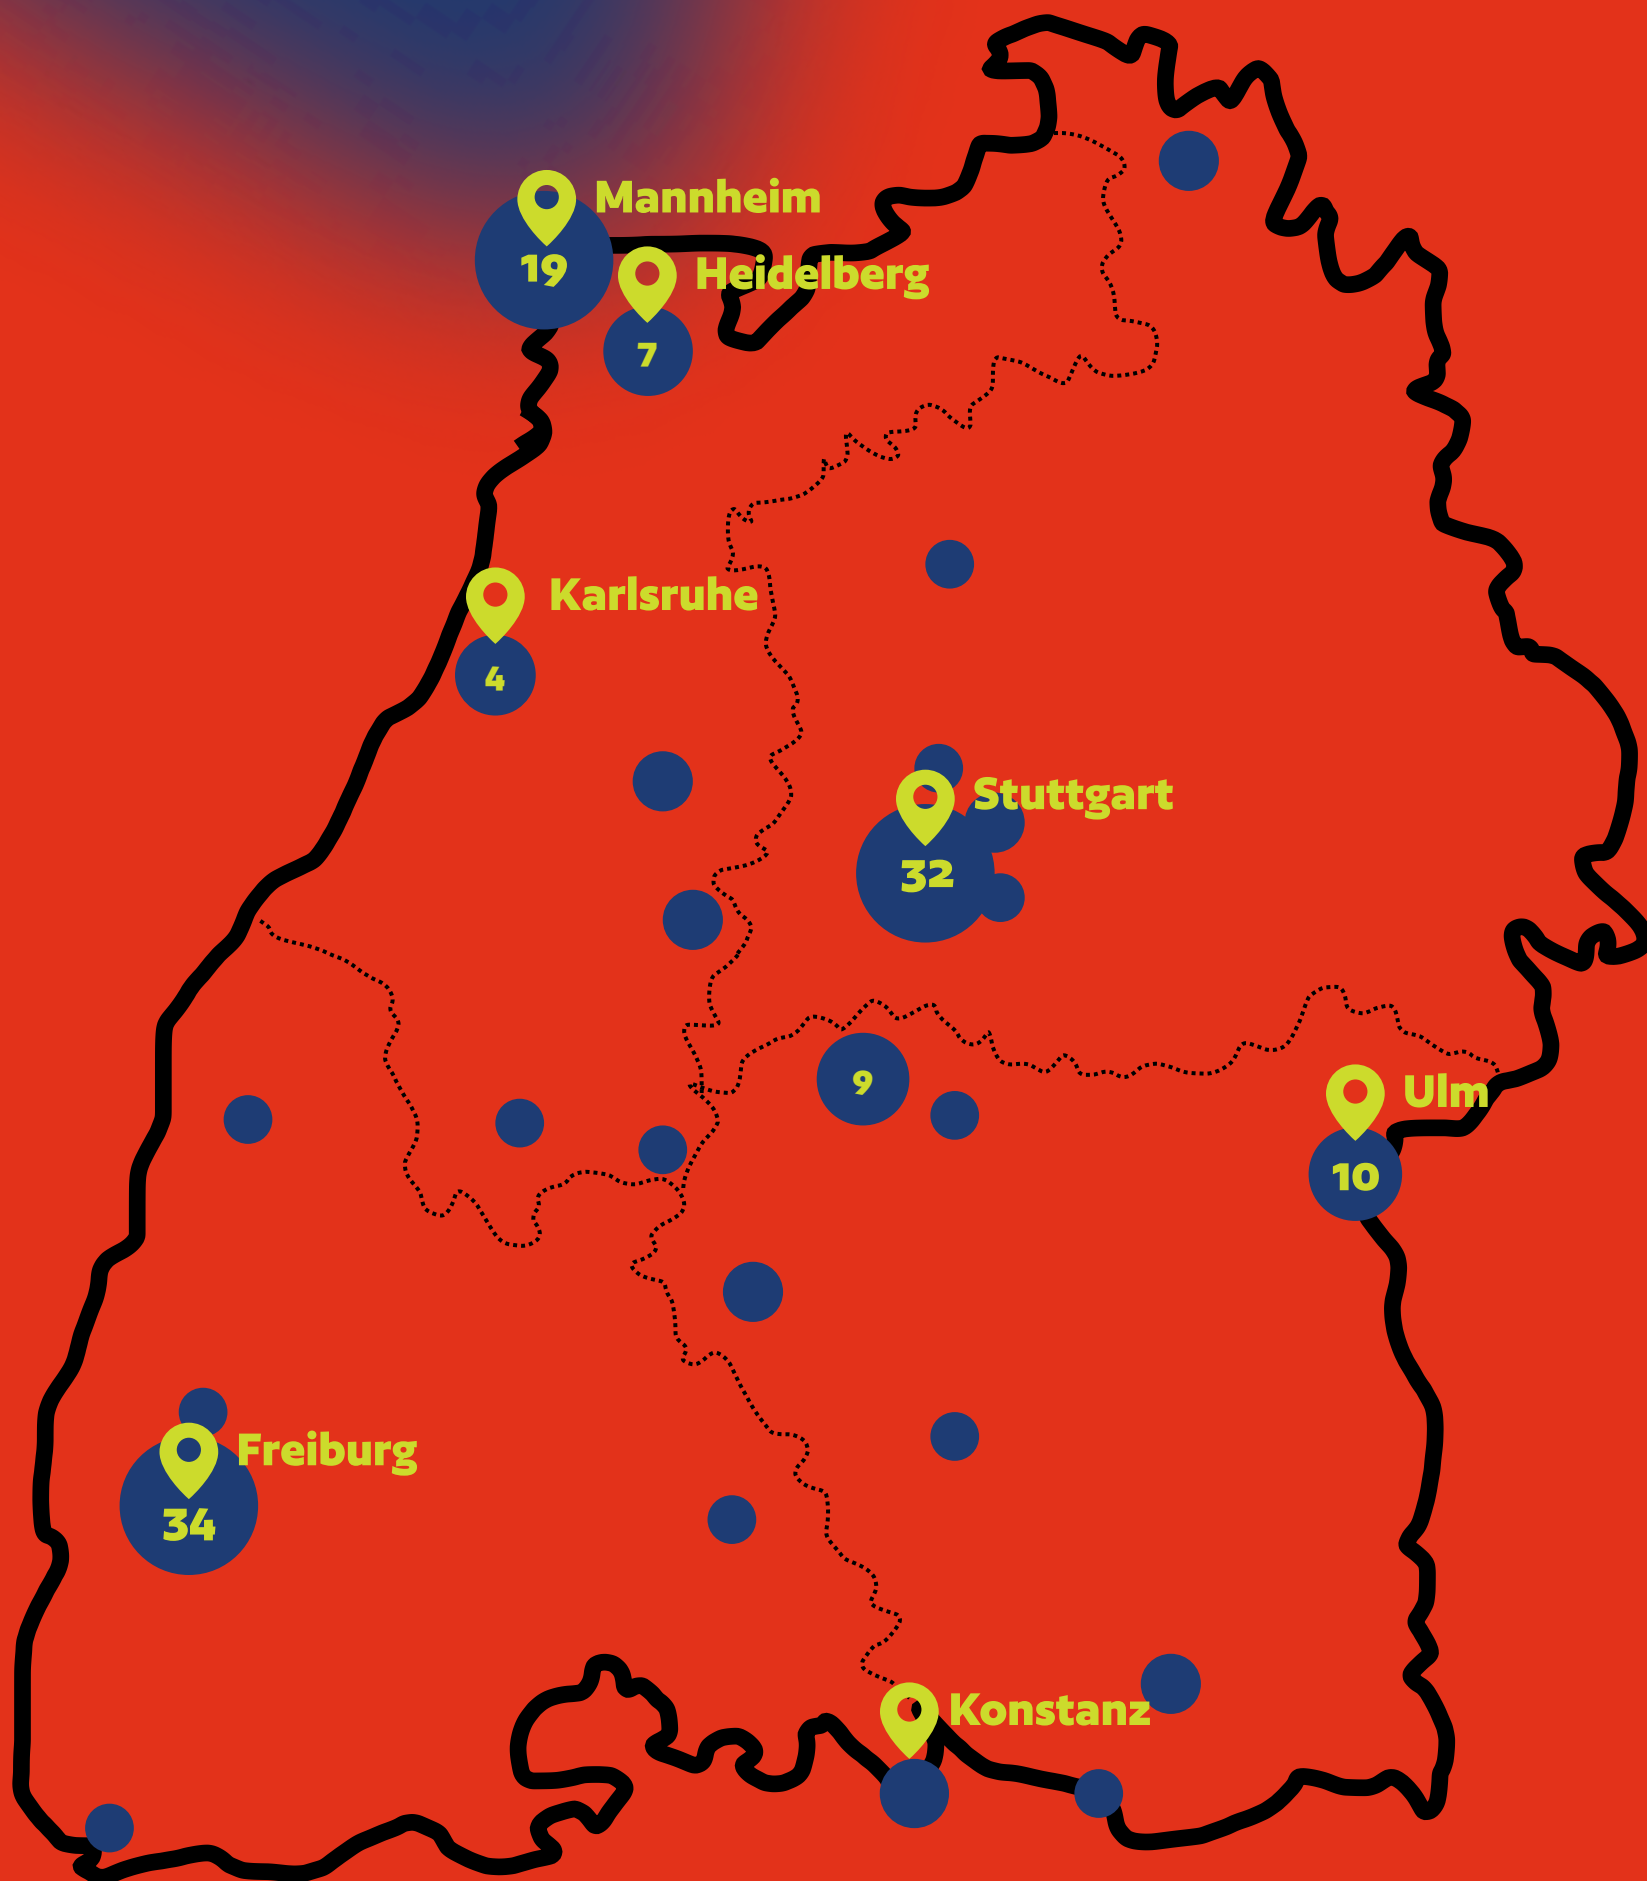 Mannheim
19
Heidelberg
7
Karlsruhe
4
Stuttgart
32
9
Ulm
10
Freiburg
34
Konstanz